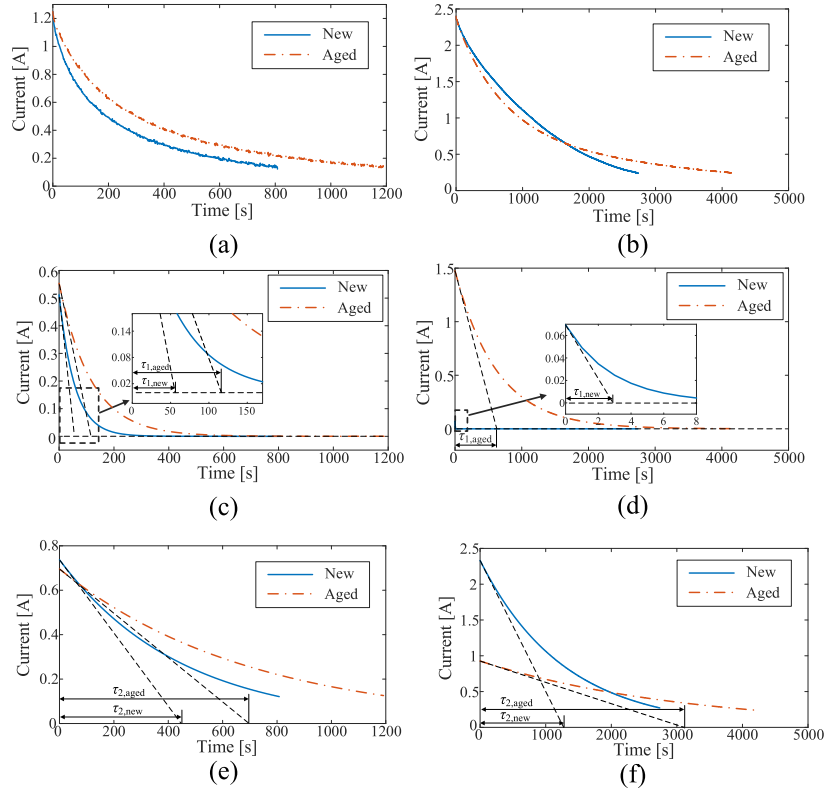 1.2
1
0.8
0.6
0.4
0.2
0
Current [A]
New
Aged
0 200 400 600 800 1000 1200
Time [s]
(a)
2.5
2.0
1.5
1.0
0.5
0
Current [A]
New
Aged
0 1000 2000 3000 4000 5000
Time [s]
(b)
0.6
0.5
0.4
0.3
0.2
0.1
0
Current [A]
New
Aged
0.14
0.08
0.02
τ1,aged
τ1,new
0 50 100 150
0 200 400 600 800 1000 1200
Time [s]
(c)
1.5
1
0.5
0
Current [A]
New
Aged
0.06
0.04
0.02
0
τ1,new
0 2 4 6 8
τ1,aged
0 1000 2000 3000 4000 5000
Time [s]
(d)
0.8
0.6
0.4
0.2
0
Current [A]
New
Aged
τ2,aged
τ2,new
0 200 400 600 800 1000 1200
Time [s]
(e)
2.5
2.0
1.5
1.0
0.5
0
Current [A]
New
Aged
τ2,aged
τ2,new
0 1000 2000 3000 4000 5000
Time [s]
(f)